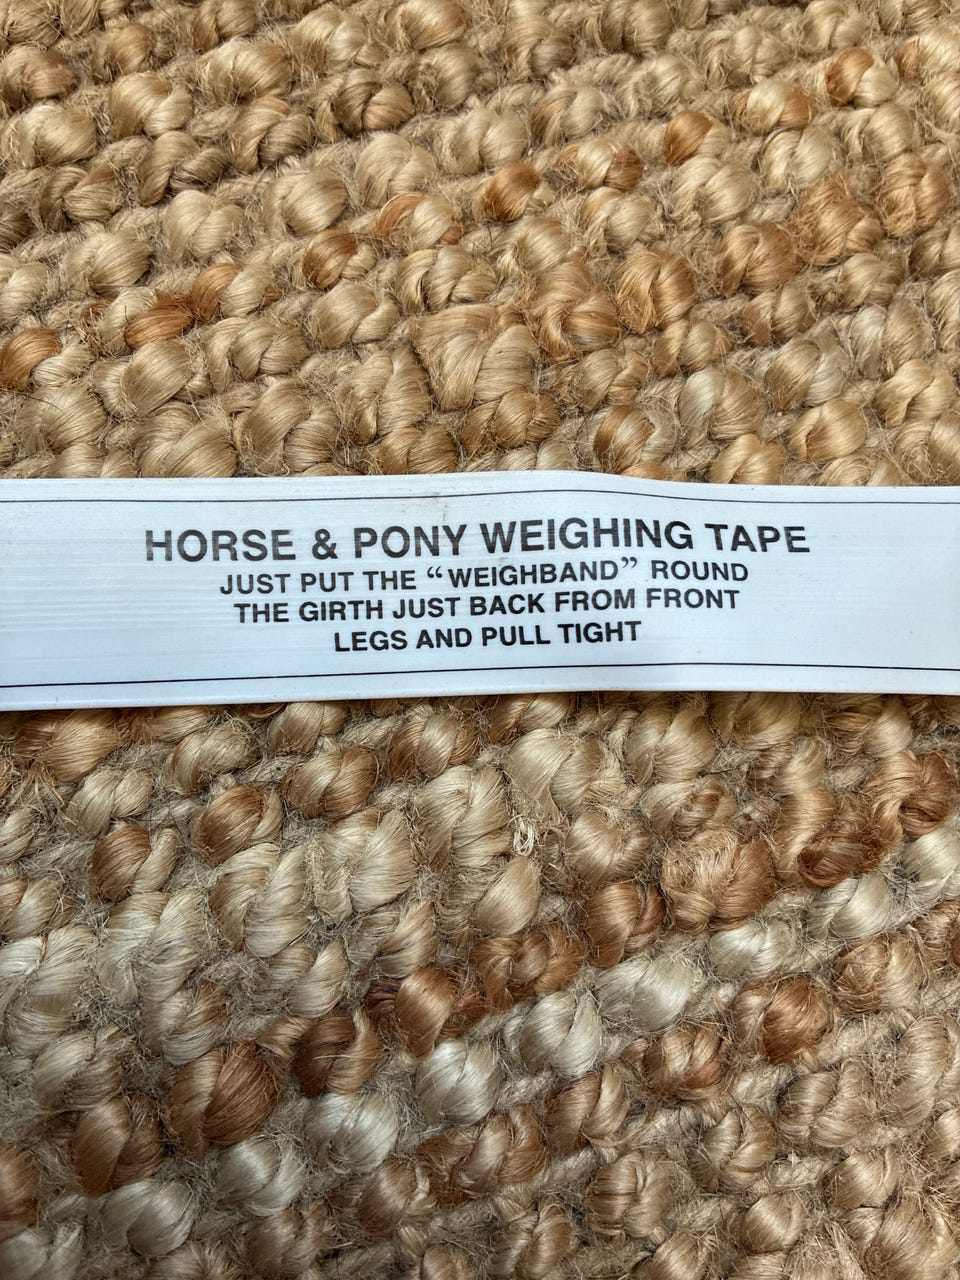 HORSE & PONY WEIGHING TAPE
JUST PUT THE “WEIGHBAND” ROUND
THE GIRTH JUST BACK FROM FRONT
LEGS AND PULL TIGHT